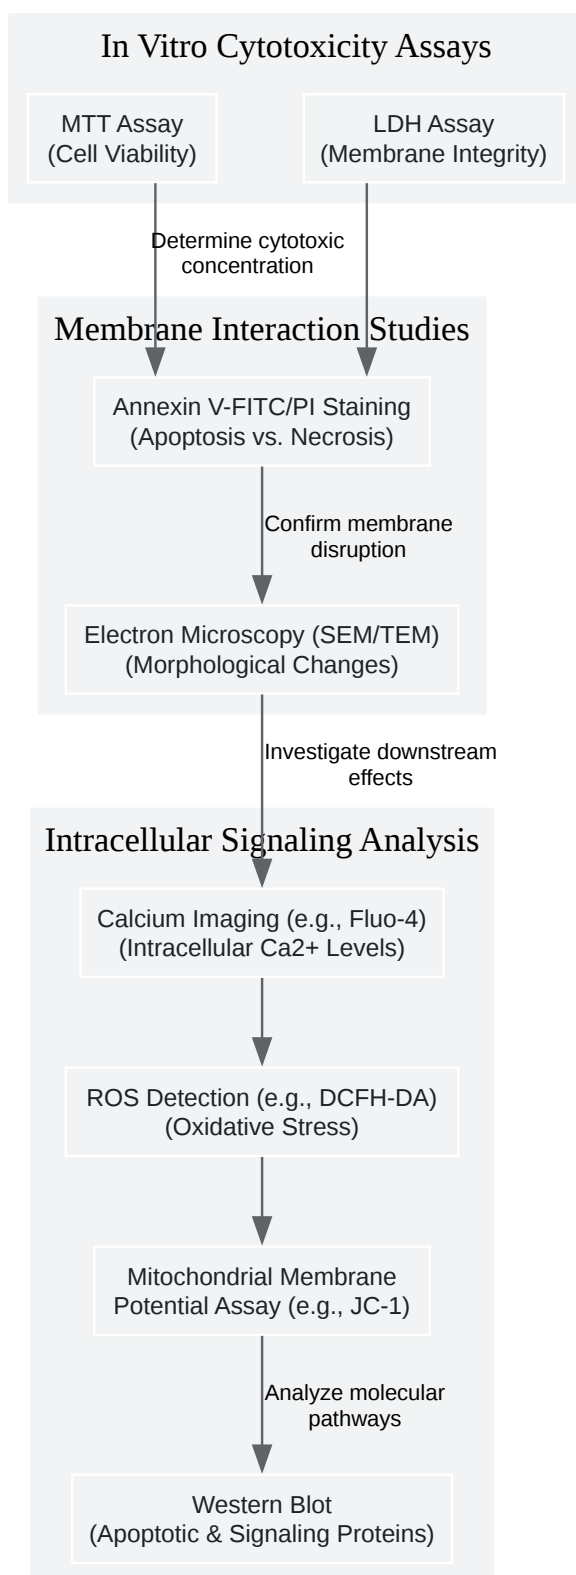 In Vitro Cytotoxicity Assays
MTT Assay
(Cell Viability)
LDH Assay
(Membrane Integrity)
Determine cytotoxic
concentration
Membrane Interaction Studies
Annexin V-FITC/PI Staining
(Apoptosis vs. Necrosis)
Confirm membrane
disruption
Electron Microscopy (SEM/TEM)
(Morphological Changes)
Investigate downstream
effects
Intracellular Signaling Analysis
Calcium Imaging (e.g., Fluo-4)
(Intracellular Ca2+ Levels)
ROS Detection (e.g., DCFH-DA)
(Oxidative Stress)
Mitochondrial Membrane
Potential Assay (e.g., JC-1)
Analyze molecular
pathways
Western Blot
(Apoptotic & Signaling Proteins)